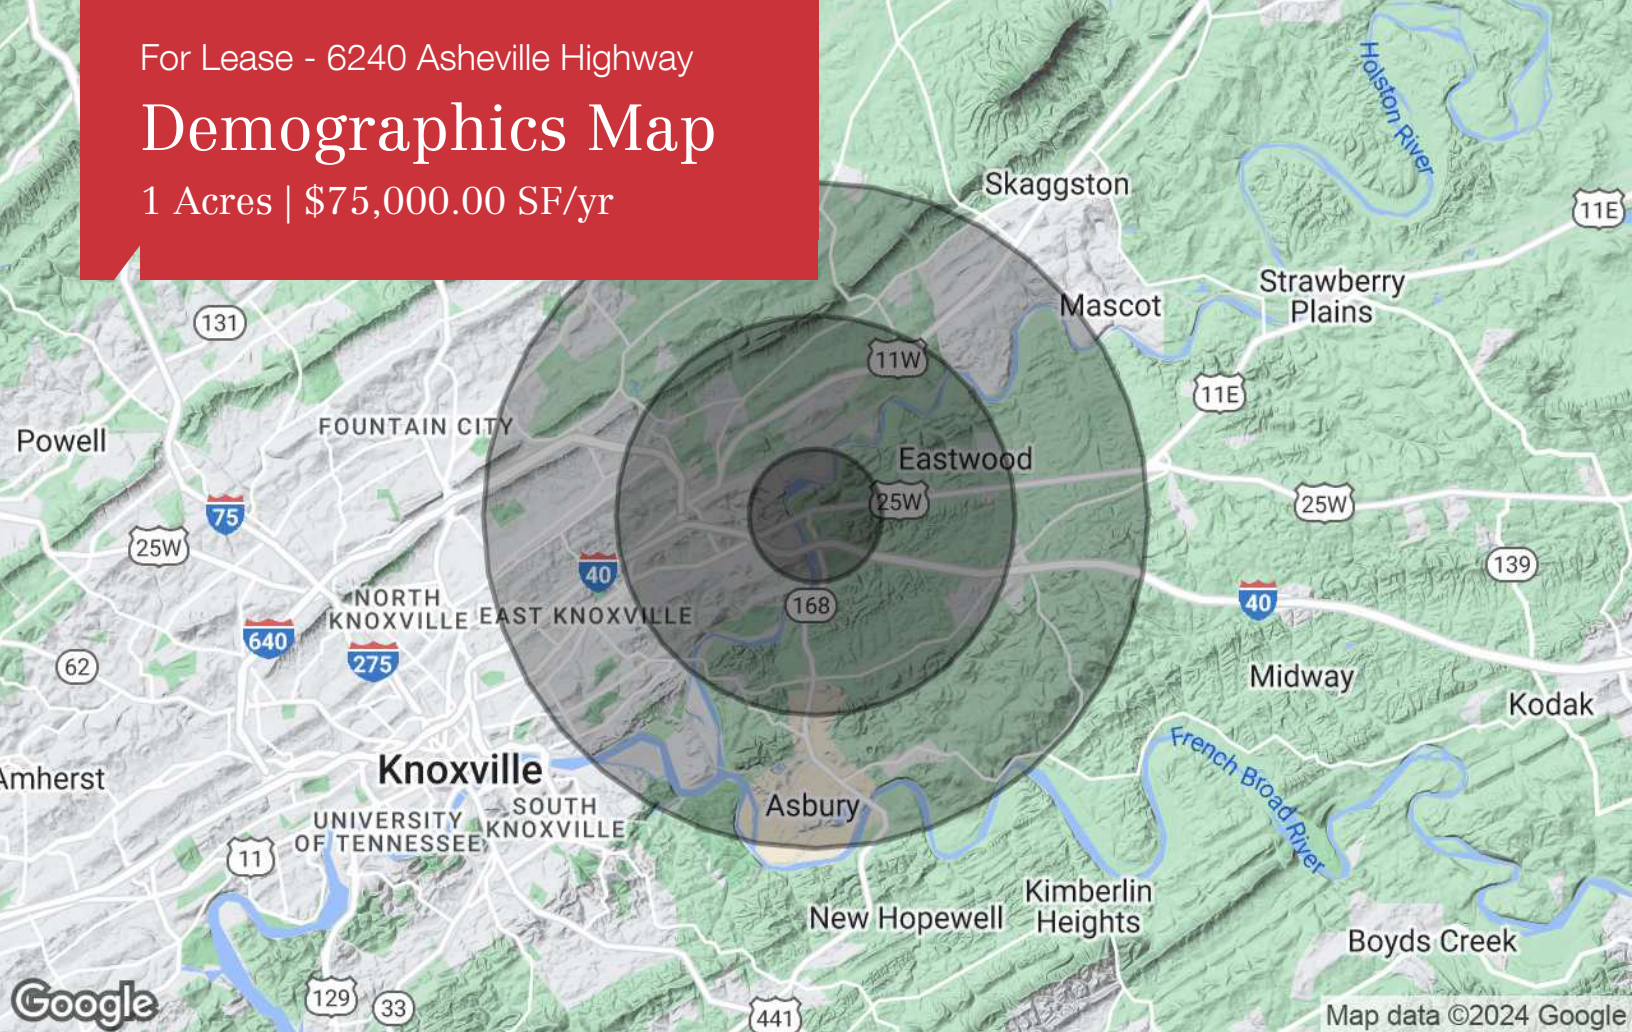 For Lease - 6240 Asheville Highway
Demographics Map
1 Acres | $75,000.00 SF/yr
Holston River
Skaggston
11E
Strawberry
Plains
Mascot
131
11W
11E
FOUNTAIN CITY
Powell
Eastwood
25W
25W
75
25W
40
139
40
NORTH
KNOXVILLE
EAST KNOXVILLE
168
640
275
62
Midway
Kodak
French Broad River
Knoxville
Amherst
Asbury
SOUTH
KNOXVILLE
UNIVERSITY
OF TENNESSEE
11
Kimberlin
Heights
New Hopewell
Boyds Creek
Google
129
33
441
Map data ©2024 Google